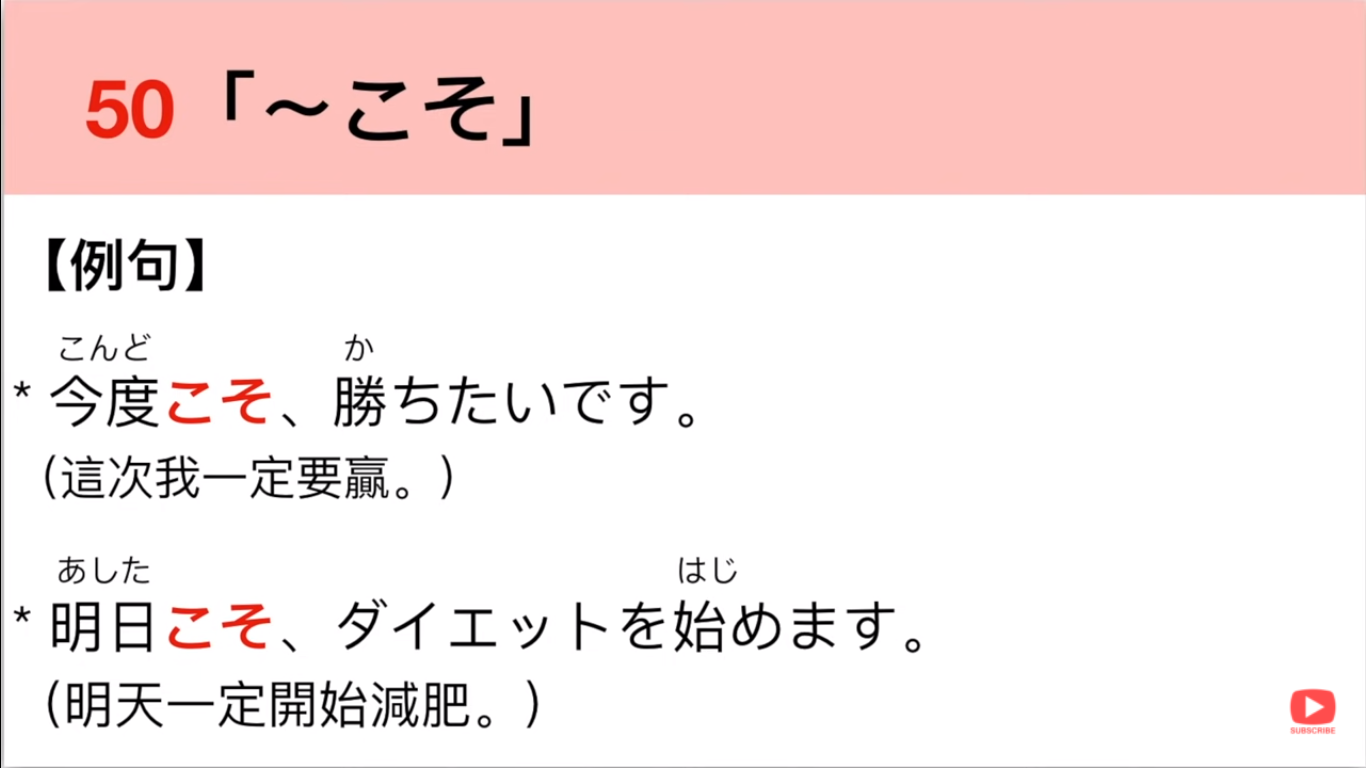 50「～こそ」
【例句】
こんど か
* 今度こそ、勝ちたいです。
（這次我一定要贏。）
あした はじ
* 明日こそ、ダイエットを始めます。
（明天一定開始減肥。）
SUBSCRIBE